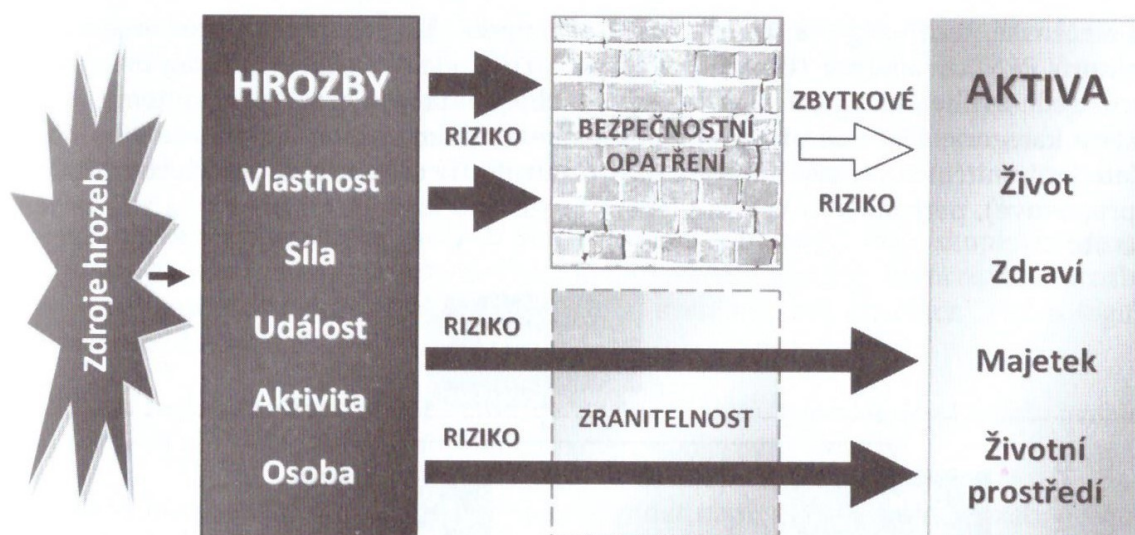 Zdroje hrozeb
HROZBY
Vlastnost
Síla
Událost
Aktivita
Osoba
RIZIKO
RIZIKO
RIZIKO
BEZPEČNOSTNÍ
OPATŘENÍ
ZRANITELNOST
ZBYTKOVÉ
RIZIKO
AKTIVA
Život
Zdraví
Majetek
Životní
prostředí